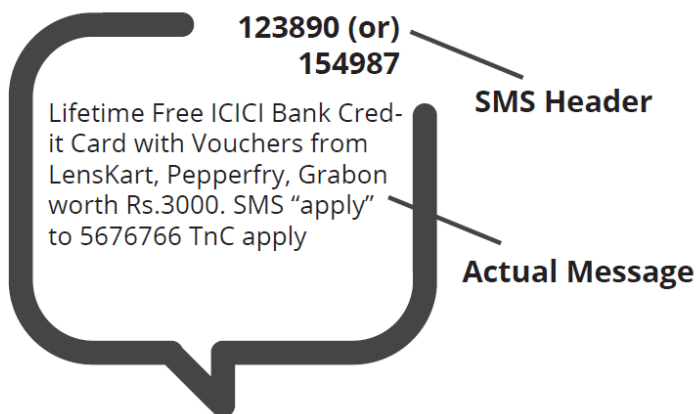 123890 (or)
154987
SMS Header
Lifetime Free ICICI Bank Cred-
it Card with Vouchers from
LensKart, Pepperfry, Grabon
worth Rs.3000. SMS “apply”
to 5676766 TnC apply
Actual Message